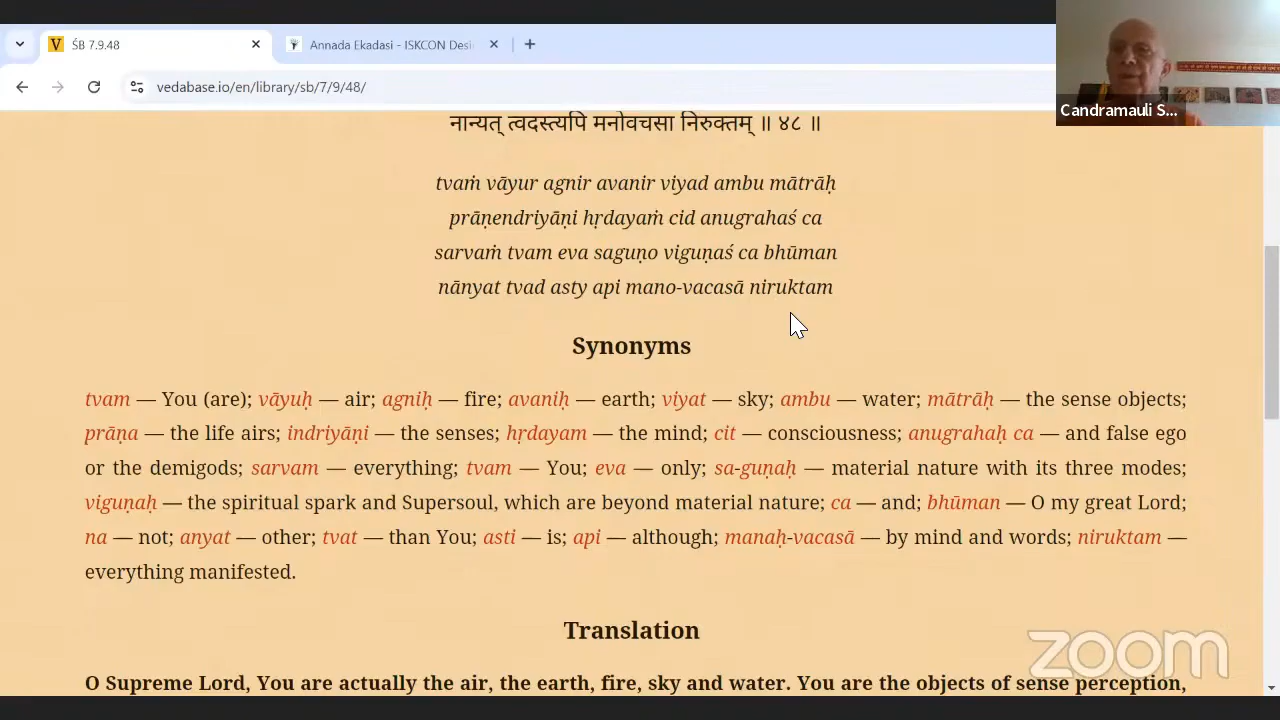 ŚB 7.9.48
Annada Ekadasi - ISKCON Desi
vedabase.io/en/library/sb/7/9/48/
Candramauli S...
नान्यत् त्वदस्त्यपि मनोवचसा निरुक्तम् ॥ ४८ ॥
tvaṁ vāyur agnir avanir viyad ambu mātrāḥ
prāṇendriyāṇi hṛdayaṁ cid anugrahaś ca
sarvaṁ tvam eva saguṇo viguṇaś ca bhūman
nānyat tvad asty api mano-vacasā niruktam
Synonyms
tvam — You (are); vāyuḥ — air; agniḥ — fire; avaniḥ — earth; viyat — sky; ambu — water; mātrāḥ — the sense objects;
prāṇa — the life airs; indriyāṇi — the senses; hṛdayam — the mind; cit — consciousness; anugrahaḥ ca — and false ego
or the demigods; sarvam — everything; tvam — You; eva — only; sa-guṇaḥ — material nature with its three modes;
viguṇaḥ — the spiritual spark and Supersoul, which are beyond material nature; ca — and; bhūman — O my great Lord;
na — not; anyat — other; tvat — than You; asti — is; api — although; manaḥ-vacasā — by mind and words; niruktam —
everything manifested.
Translation
O Supreme Lord, You are actually the air, the earth, fire, sky and water. You are the objects of sense perception,
zoom